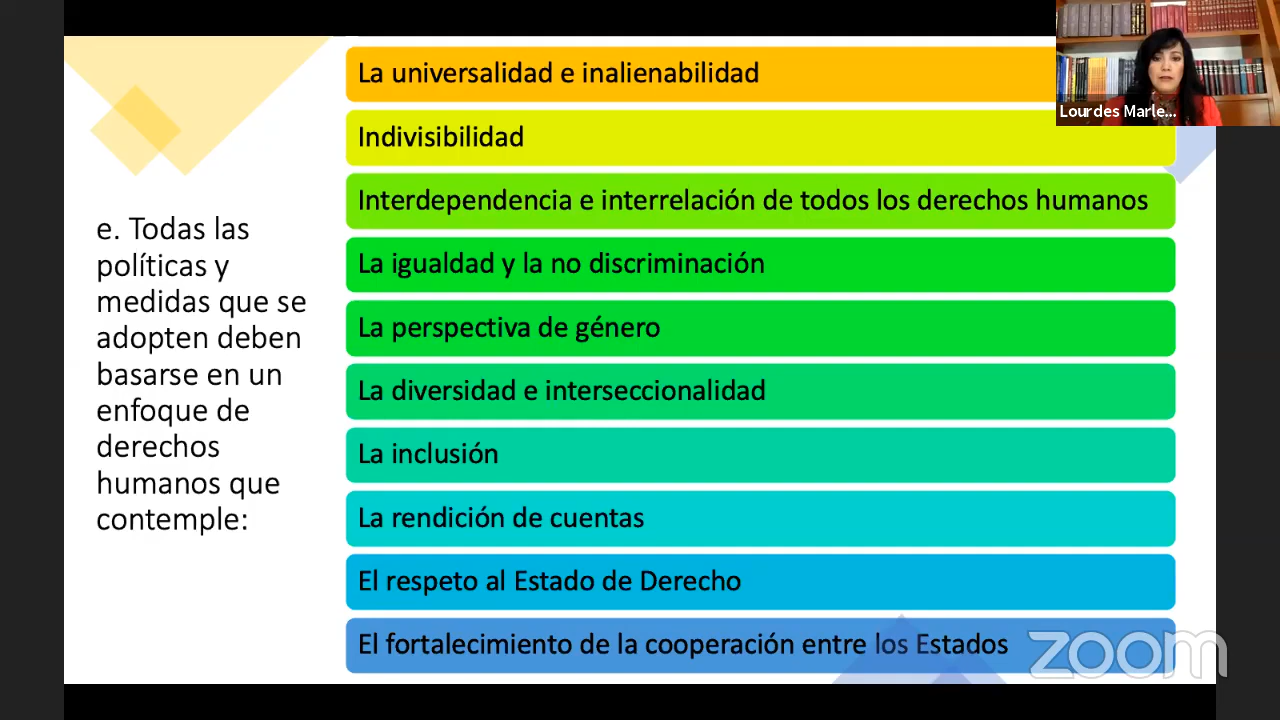 e. Todas las
políticas y
medidas que se
adopten deben
basarse en un
enfoque de
derechos
humanos que
contemple:
La universalidad e inalienabilidad
Indivisibilidad
Interdependencia e interrelación de todos los derechos humanos
La igualdad y la no discriminación
La perspectiva de género
La diversidad e interseccionalidad
La inclusión
La rendición de cuentas
El respeto al Estado de Derecho
El fortalecimiento de la cooperación entre los Estados
Lourdes Marle...
zoom